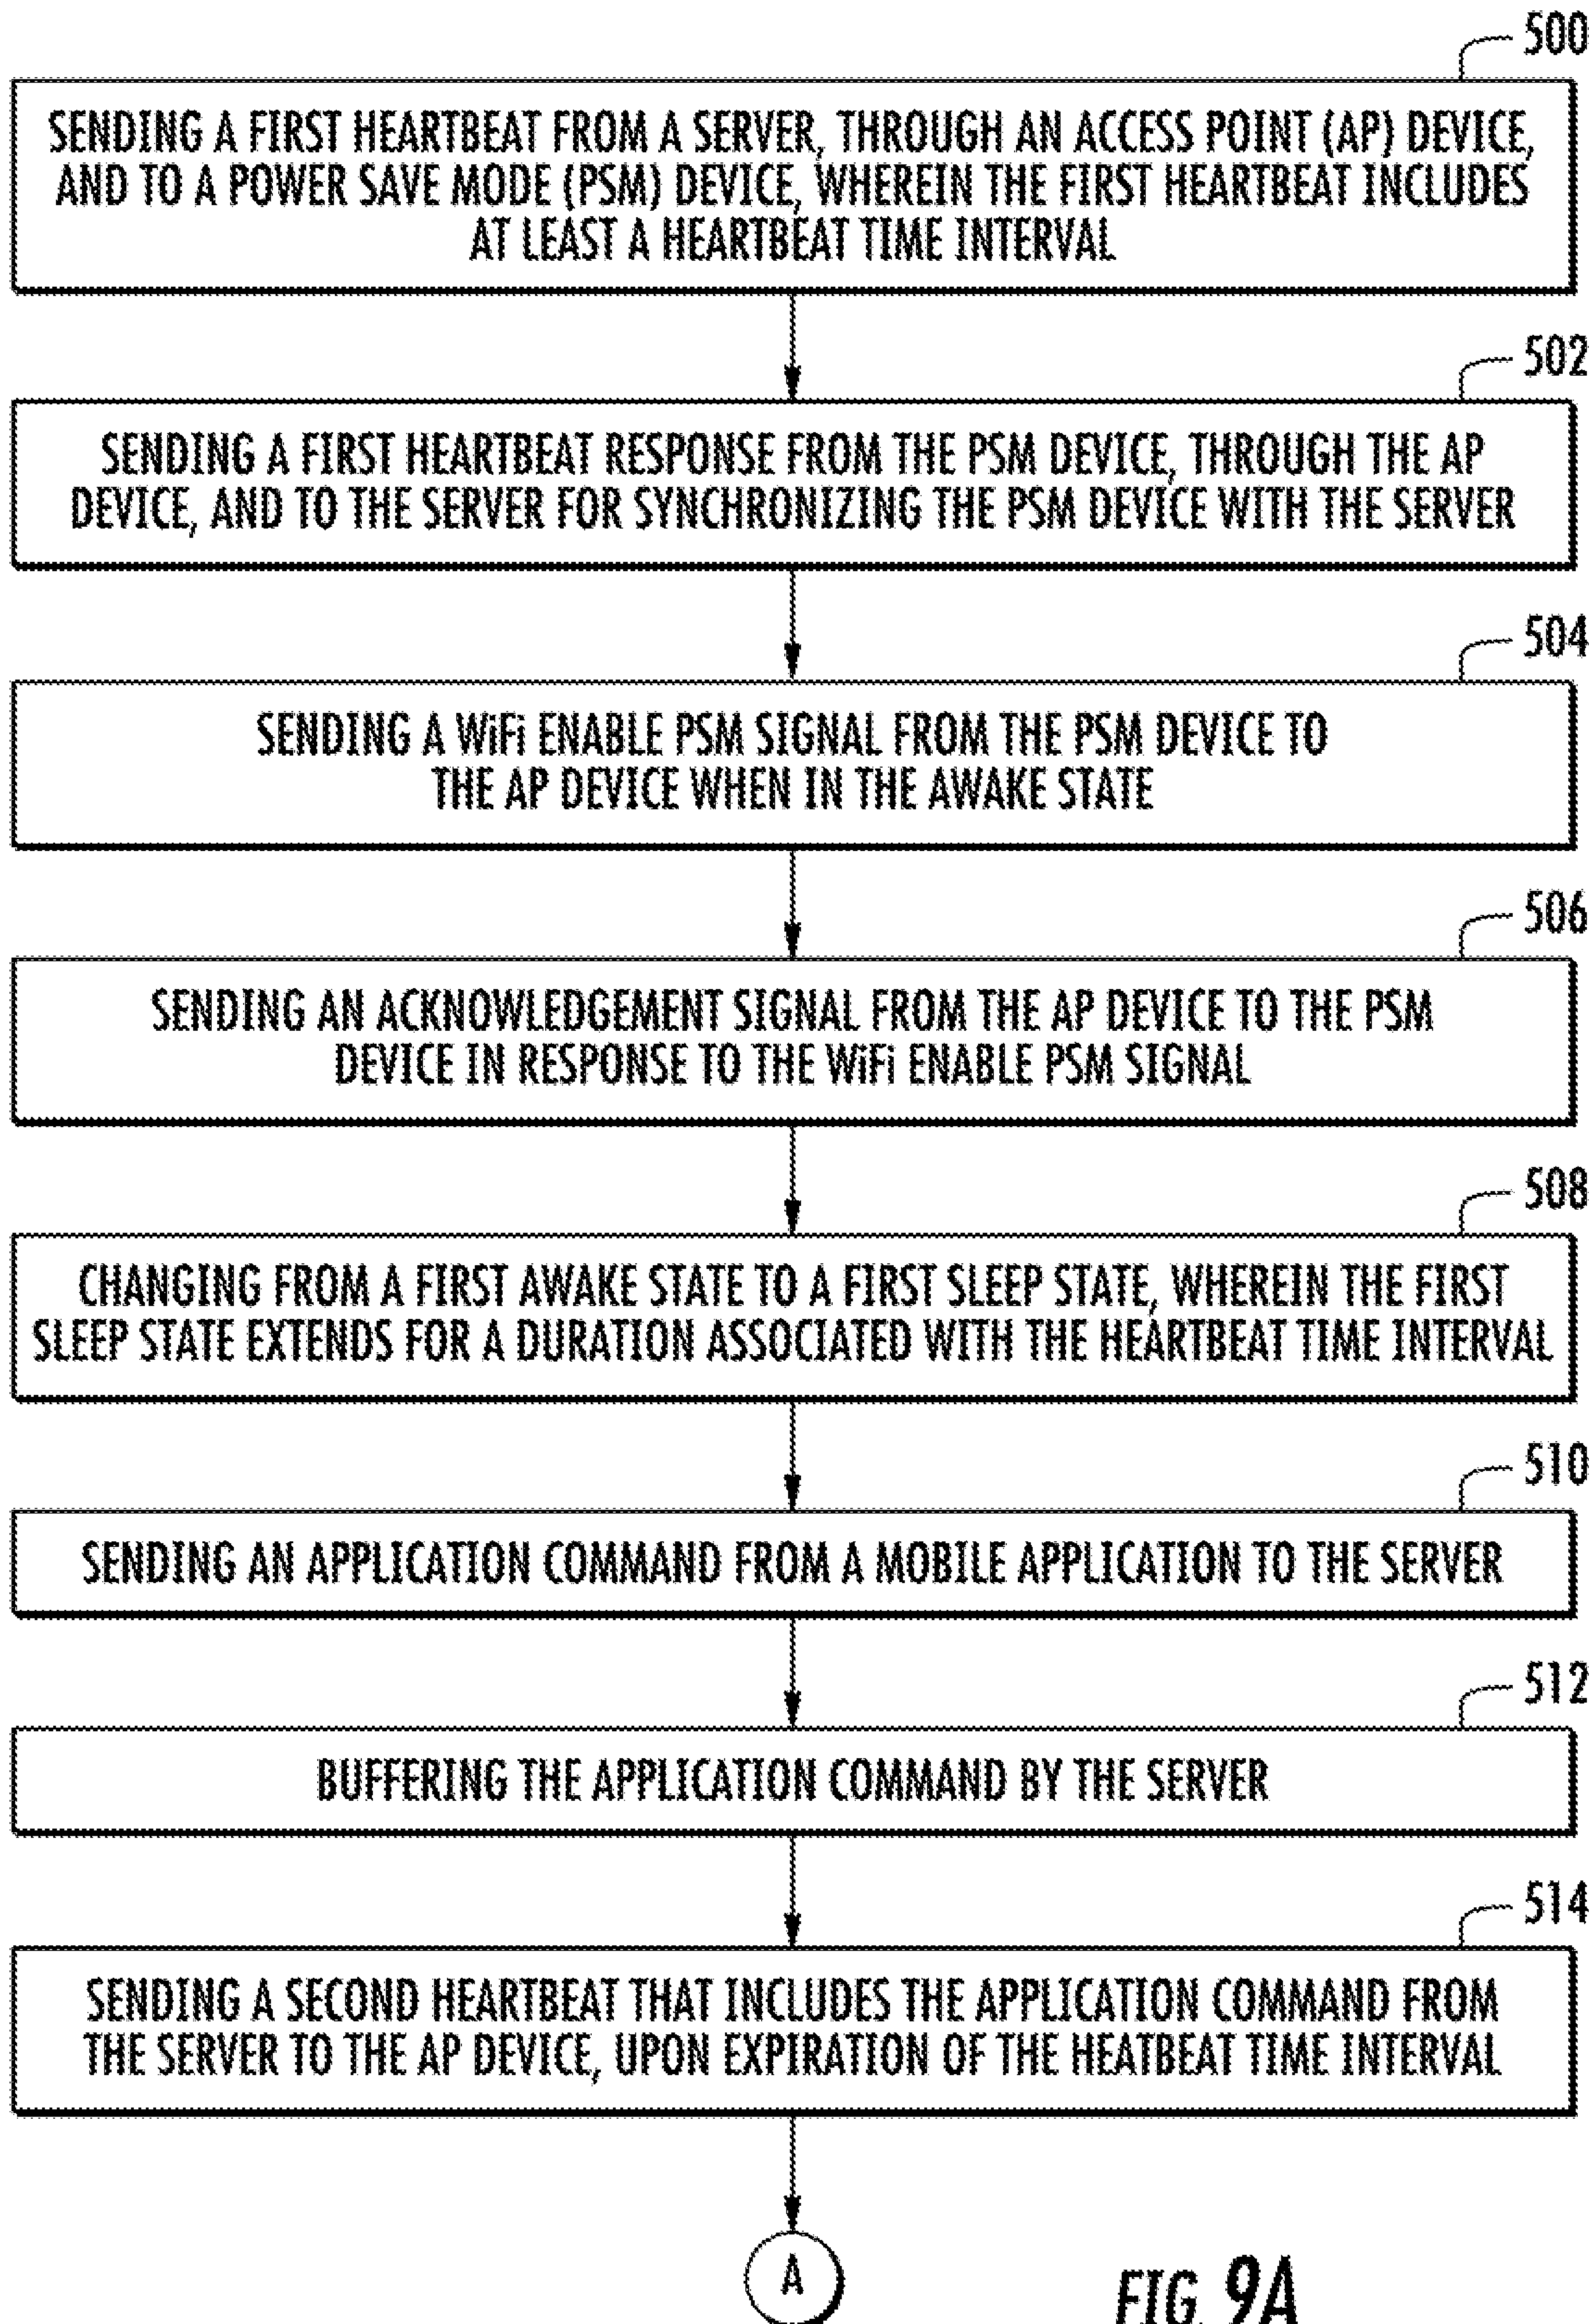 500
SENDING A FIRST HEARTBEAT FROM A SERVER, THROUGH AN ACCESS POINT (AP) DEVICE,
AND TO A POWER SAVE MODE (PSM) DEVICE, WHEREIN THE FIRST HEARTBEAT INCLUDES
AT LEAST A HEARTBEAT TIME INTERVAL
502
SENDING A FIRST HEARTBEAT RESPONSE FROM THE PSM DEVICE, THROUGH THE AP
DEVICE, AND TO THE SERVER FOR SYNCHRONIZING THE PSM DEVICE WITH THE SERVER
504
SENDING A WiFi ENABLE PSM SIGNAL FROM THE PSM DEVICE TO
THE AP DEVICE WHEN IN THE AWAKE STATE
506
SENDING AN ACKNOWLEDGEMENT SIGNAL FROM THE AP DEVICE TO THE PSM
DEVICE IN RESPONSE TO THE WiFi ENABLE PSM SIGNAL
508
CHANGING FROM A FIRST AWAKE STATE TO A FIRST SLEEP STATE, WHEREIN THE FIRST
SLEEP STATE EXTENDS FOR A DURATION ASSOCIATED WITH THE HEARTBEAT TIME INTERVAL
510
SENDING AN APPLICATION COMMAND FROM A MOBILE APPLICATION TO THE SERVER
512
BUFFERING THE APPLICATION COMMAND BY THE SERVER
514
SENDING A SECOND HEARTBEAT THAT INCLUDES THE APPLICATION COMMAND FROM
THE SERVER TO THE AP DEVICE, UPON EXPIRATION OF THE HEATBEAT TIME INTERVAL
A
FIG. 9A